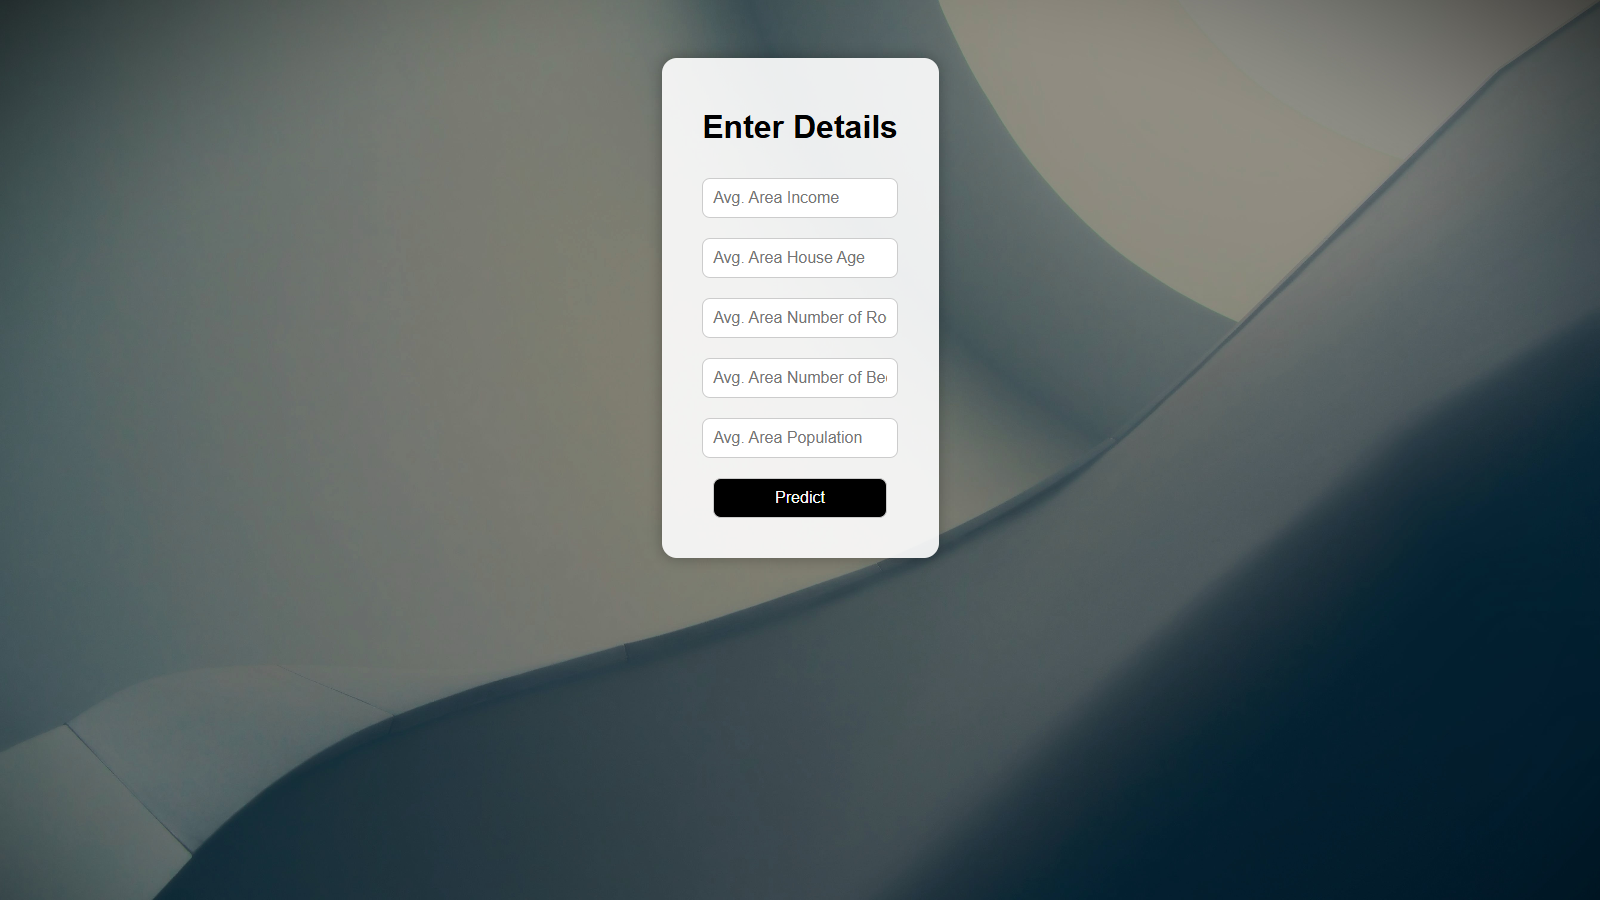 Enter Details
Avg. Area Income
Avg. Area House Age
Avg. Area Number of Ro
Avg. Area Number of Be
Avg. Area Population
Predict